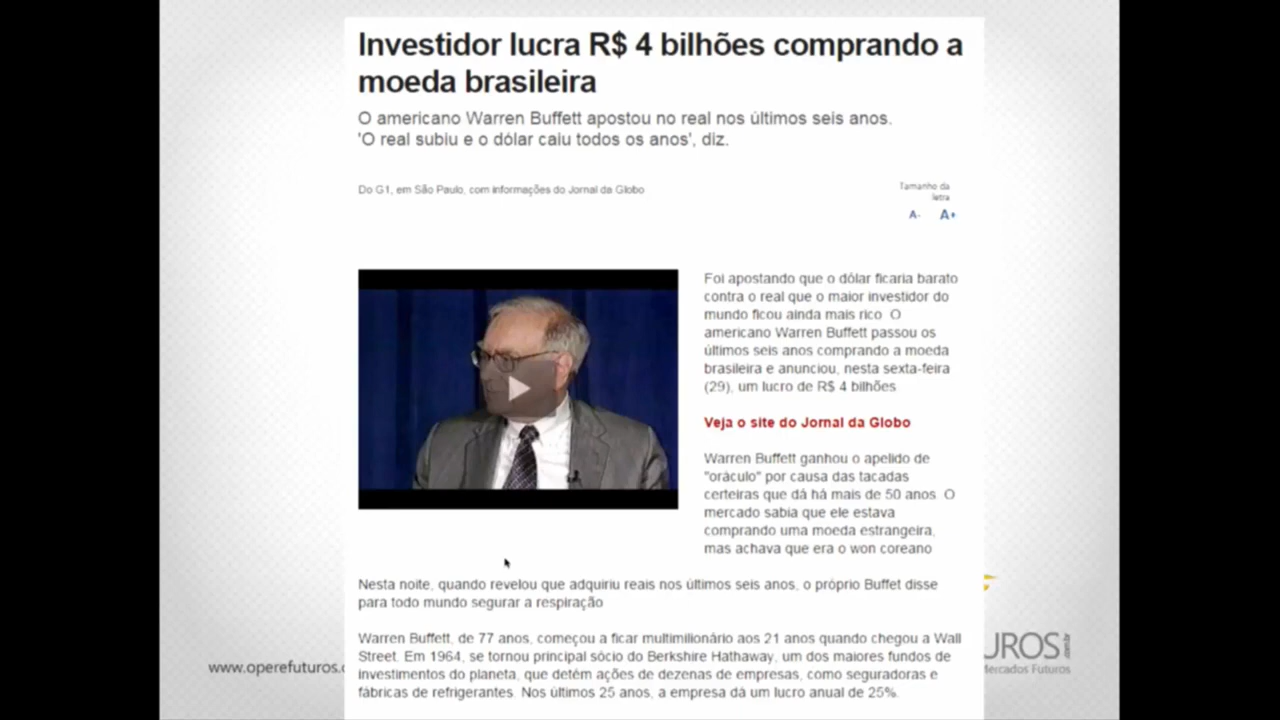 Investidor lucra R$ 4 bilhões comprando a
moeda brasileira
O americano Warren Buffett apostou no real nos últimos seis anos.
'O real subiu e o dólar caiu todos os anos', diz.
Do G1, em São Paulo, com informações do Jornal da Globo
Tamanho da
letra
A- A+
Foi apostando que o dólar ficaria barato
contra o real que o maior investidor do
mundo ficou ainda mais rico. O
americano Warren Buffett passou os
últimos seis anos comprando a moeda
brasileira e anunciou, nesta sexta-feira
(29), um lucro de R$ 4 bilhões.
Veja o site do Jornal da Globo
Warren Buffett ganhou o apelido de
"oráculo" por causa das tacadas
certeiras que dá há mais de 50 anos. O
mercado sabia que ele estava
comprando uma moeda estrangeira,
mas achava que era o won coreano.
Nesta noite, quando revelou que adquiriu reais nos últimos seis anos, o próprio Buffet disse
para todo mundo segurar a respiração.
Warren Buffett, de 77 anos, começou a ficar multimilionário aos 21 anos quando chegou a Wall
Street. Em 1964, se tornou principal sócio do Berkshire Hathaway, um dos maiores fundos de
investimentos do planeta, que detém ações de dezenas de empresas, como seguradoras e
fábricas de refrigerantes. Nos últimos 25 anos, a empresa dá um lucro anual de 25%.
www.operefuturos.c
UROS.com.br
Mercados Futuros